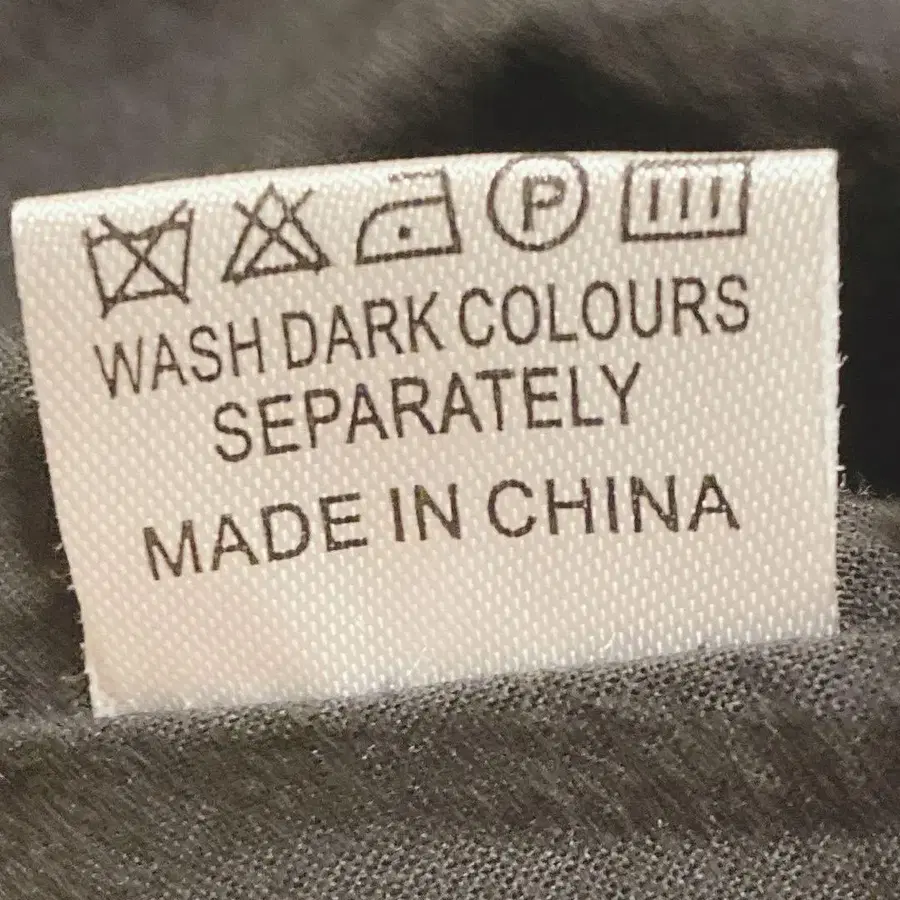 P
WASH DARK COLOURS
SEPARATELY
MADE IN CHINA